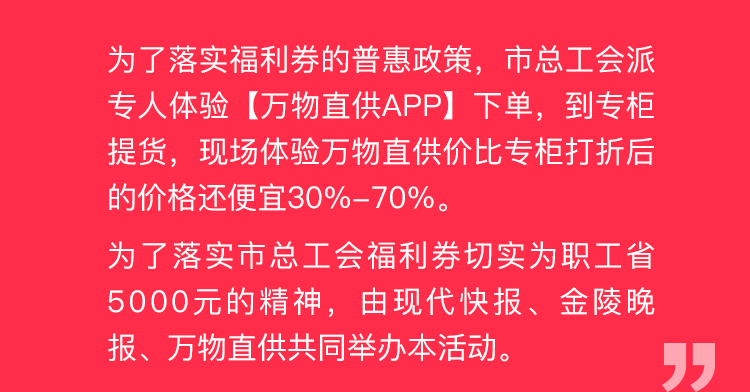 为了落实福利券的普惠政策，市总工会派
专人体验【万物直供APP】下单，到专柜
提货，现场体验万物直供价比专柜打折后
的价格还便宜30%-70%。
为了落实市总工会福利券切实为职工省
5000元的精神，由现代快报、金陵晚
报、万物直供共同举办本活动。